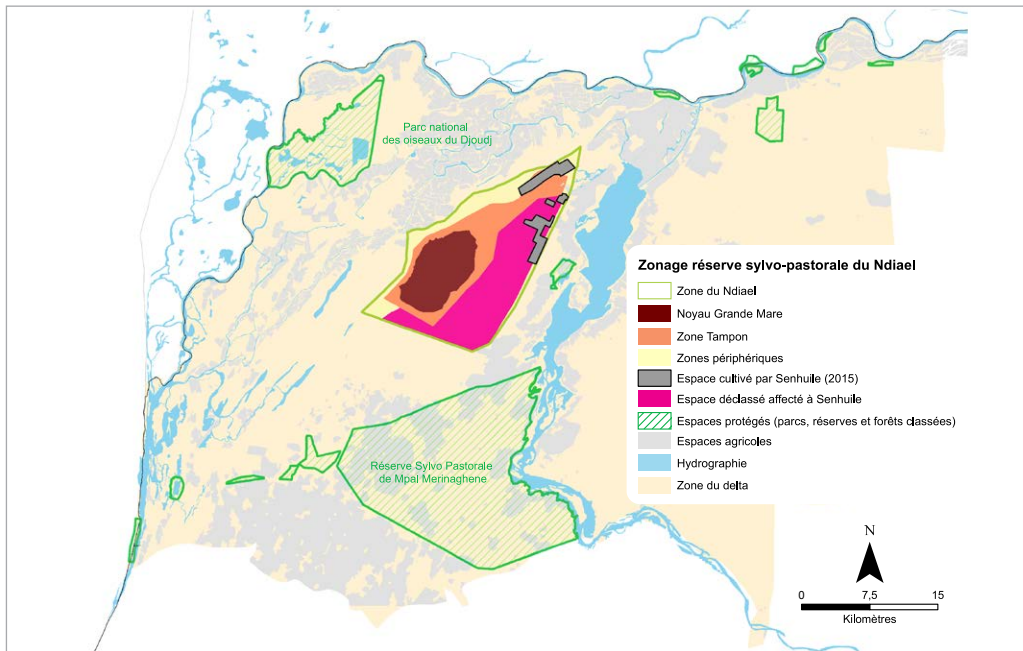 Parc national
des oiseaux du Djoudj
Zonage réserve sylvo-pastorale du Ndiael
Zone du Ndiael
Noyau Grande Mare
Zone Tampon
Zones périphériques
Espace cultivé par Senhuile (2015)
Espace déclassé affecté à Senhuile
Espaces protégés (parcs, réserves et forêts classées)
Espaces agricoles
Hydrographie
Zone du delta
Réserve Sylvo Pastorale
de Mpal Merinaghene
N
0 7,5 15
Kilomètres